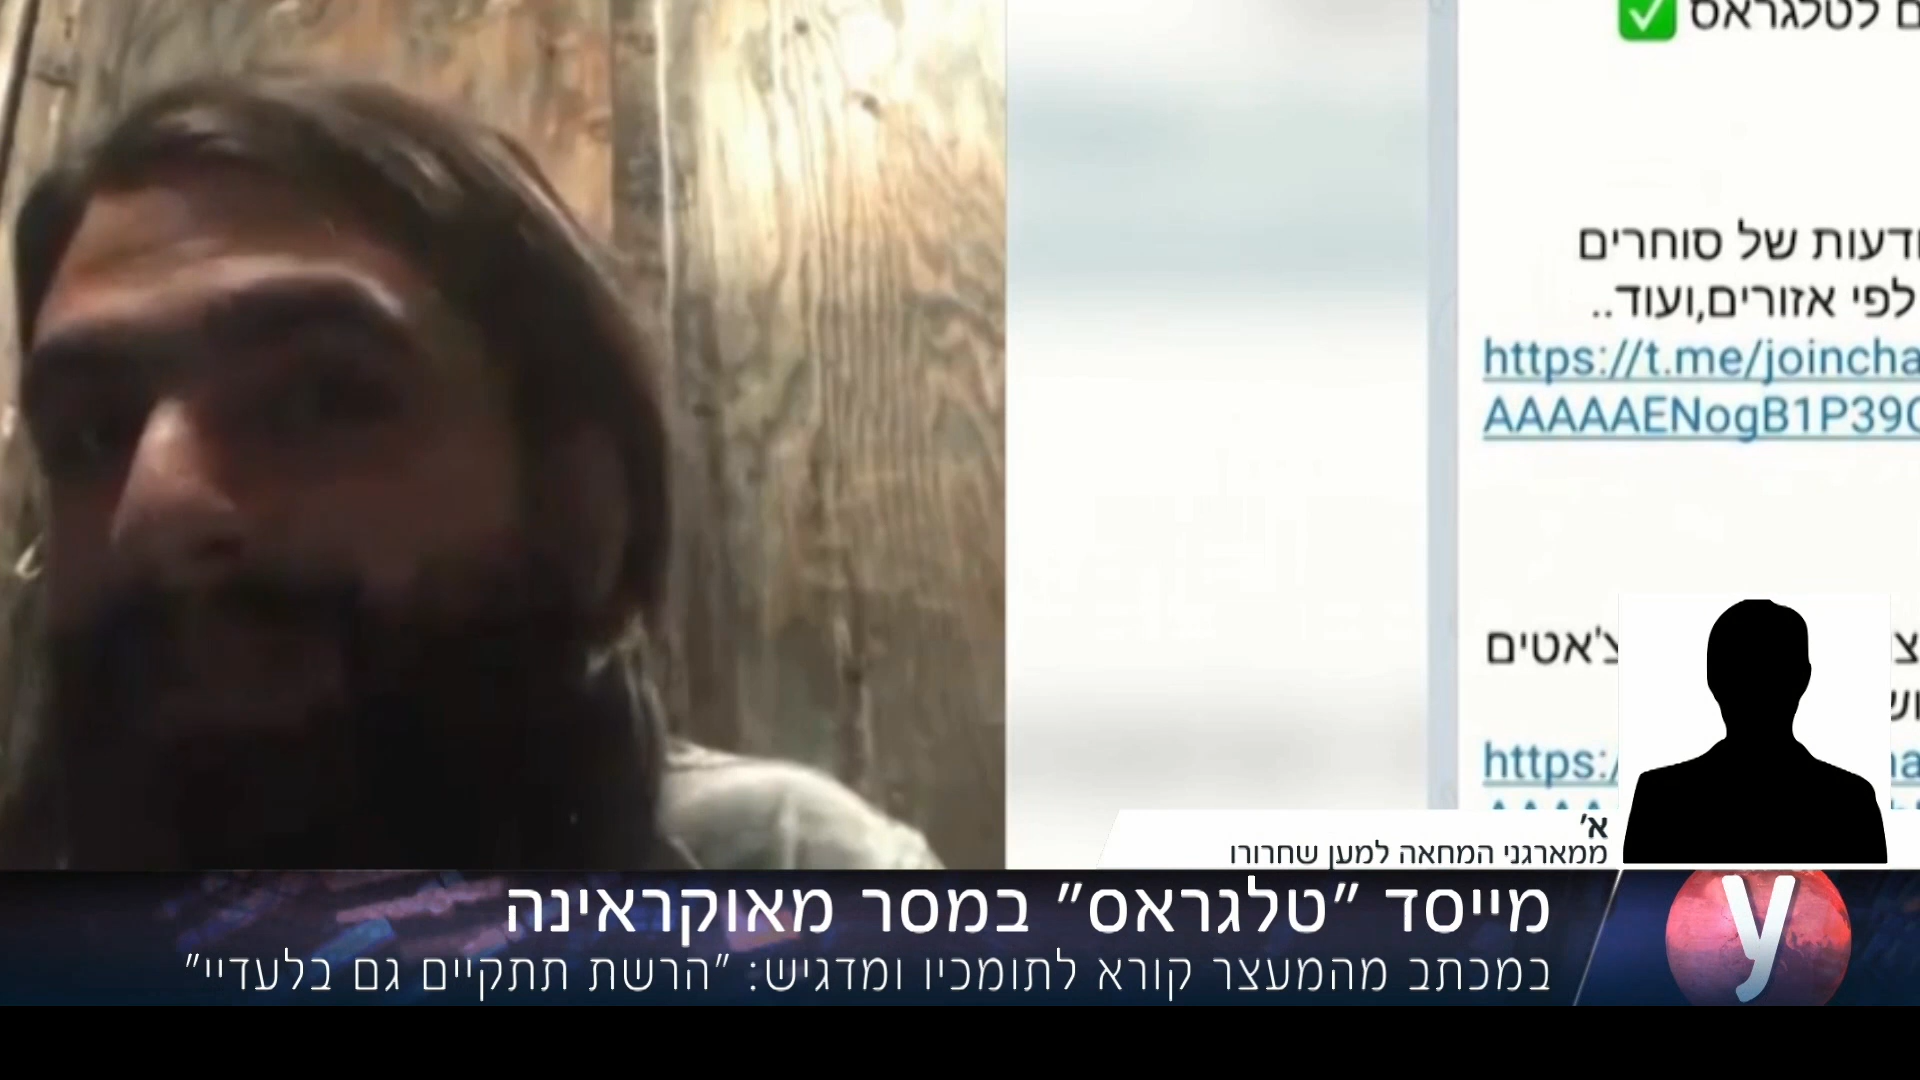 ם לטלגראס
ודעות של סוחרים
לפי אזורים,ועוד..
https://t.me/joincha
AAAAAENogB1P39
צ'אטים
https:/
א'
ממארגני המחאה למען שחרורו
מייסד "טלגראס" במסר מאוקראינה
במכתב מהמעצר קורא לתומכיו ומדגיש: "הרשת תתקיים גם בלעדיי"
y